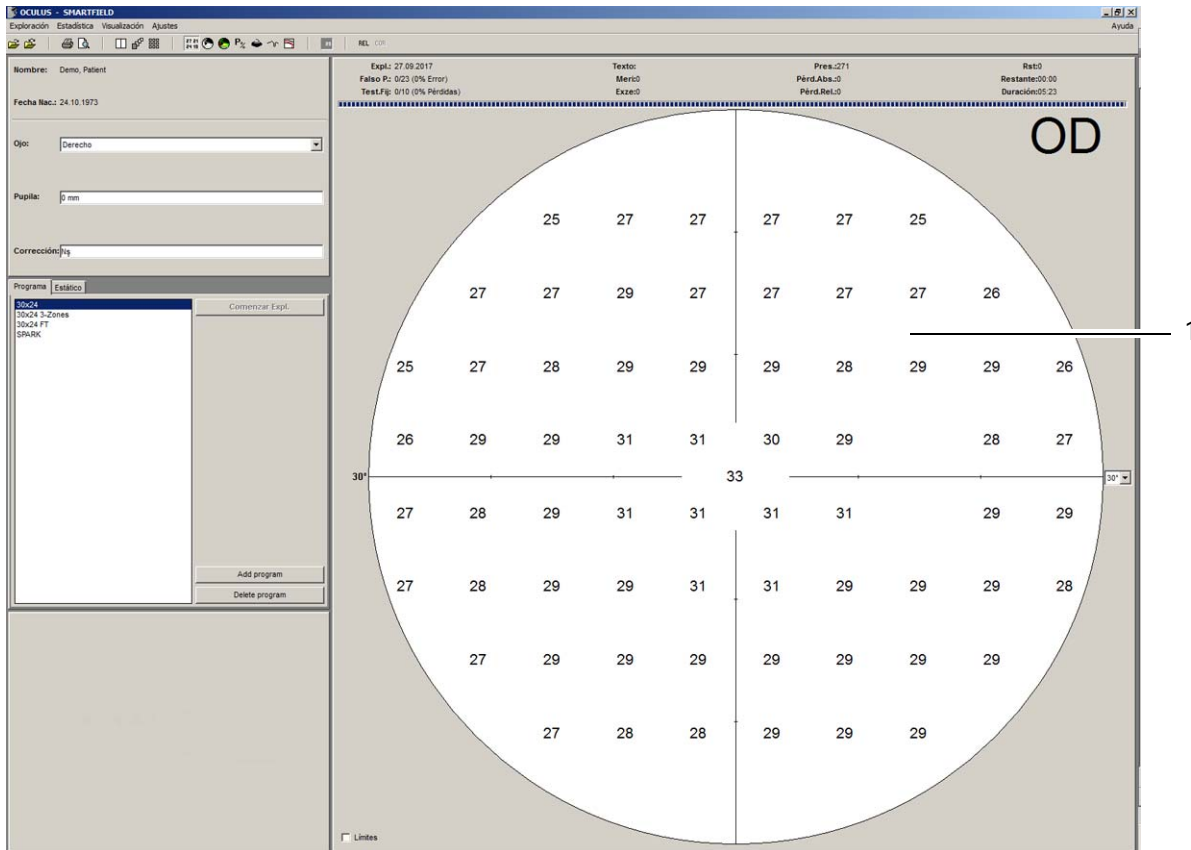 OCULUS - SMARTFIELD
Exploración Estadística Visualización Ajustes
Ayuda
REL COR
Nombre: Demo, Patient
Fecha Nac.: 24.10.1973
Ojo: Derecho
Pupila: 0 mm
Corrección:
Programa Estático
30x24
30x24 3-Zones
30x24 FT
SPARK
Comenzar Expl.
Add program
Delete program
Expl.: 27.09.2017 Texto: Pres.:271 Rst:0
Falso P.: 0/23 (0% Error) Meri:0 Pérd.Abs.:0 Restante:00:00
Test.Fij: 0/10 (0% Pérdidas) Exze:0 Pérd.Rel.:0 Duración:05:23
OD
25 27 27 27 27 25
27 27 29 27 27 27 27 26
1
25 27 28 29 29 29 28 29 29 26
26 29 29 31 31 30 29 28 27
30° 33 30°
27 28 29 31 31 31 31 29 29
27 28 29 29 31 31 29 29 29 28
27 29 29 29 29 29 29 29
27 28 28 29 29 29
Límites